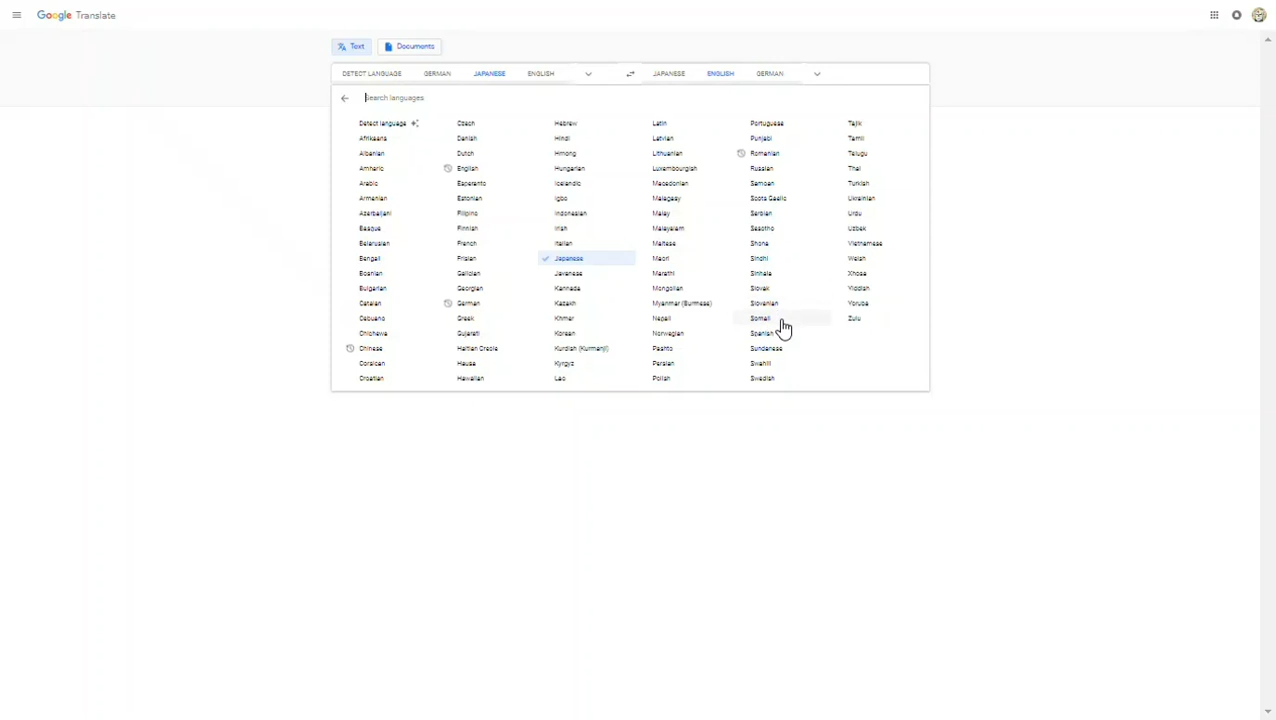 Google Translate
Text Documents
DETECT LANGUAGE GERMAN JAPANESE ENGLISH JAPANESE ENGLISH GERMAN
Search languages
Detect language Czech Hebrew Latin Portuguese Tajik
Afrikaans Danish Hindi Latvian Punjabi Tamil
Albanian Dutch Hmong Lithuanian Romanian Telugu
Amharic English Hungarian Luxembourgish Russian Thai
Arabic Esperanto Icelandic Macedonian Samoan Turkish
Armenian Estonian Igbo Malagasy Scots Gaelic Ukrainian
Azerbaijani Filipino Indonesian Malay Serbian Urdu
Basque Finnish Irish Malayalam Sesotho Uzbek
Belarusian French Italian Maltese Shona Vietnamese
Bengali Frisian Japanese Maori Sindhi Welsh
Bosnian Galician Javanese Marathi Sinhala Xhosa
Bulgarian Georgian Kannada Mongolian Slovak Yiddish
Catalan German Kazakh Myanmar (Burmese) Slovenian Yoruba
Cebuano Greek Khmer Nepali Somali Zulu
Chichewa Gujarati Korean Norwegian Spanish
Chinese Haitian Creole Kurdish (Kurmanji) Pashto Sundanese
Corsican Hausa Kyrgyz Persian Swahili
Croatian Hawaiian Lao Polish Swedish